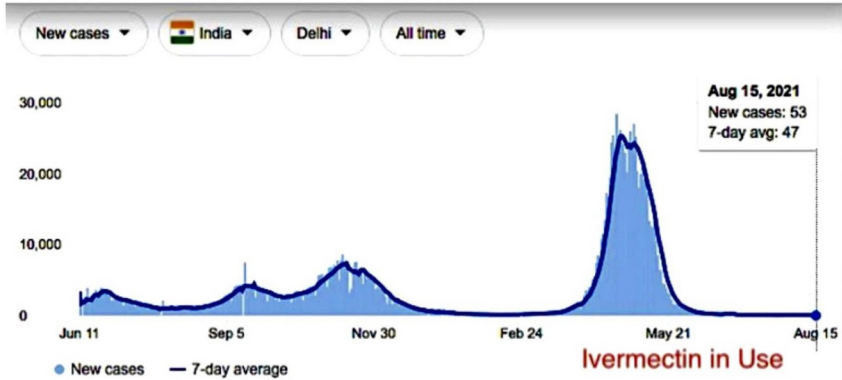 New cases India Delhi All time
Aug 15, 2021
New cases: 53
7-day avg: 47
30,000
20,000
10,000
0
Jun 11 Sep 5 Nov 30 Feb 24 May 21 Aug 15
New cases 7-day average
Ivermectin in Use